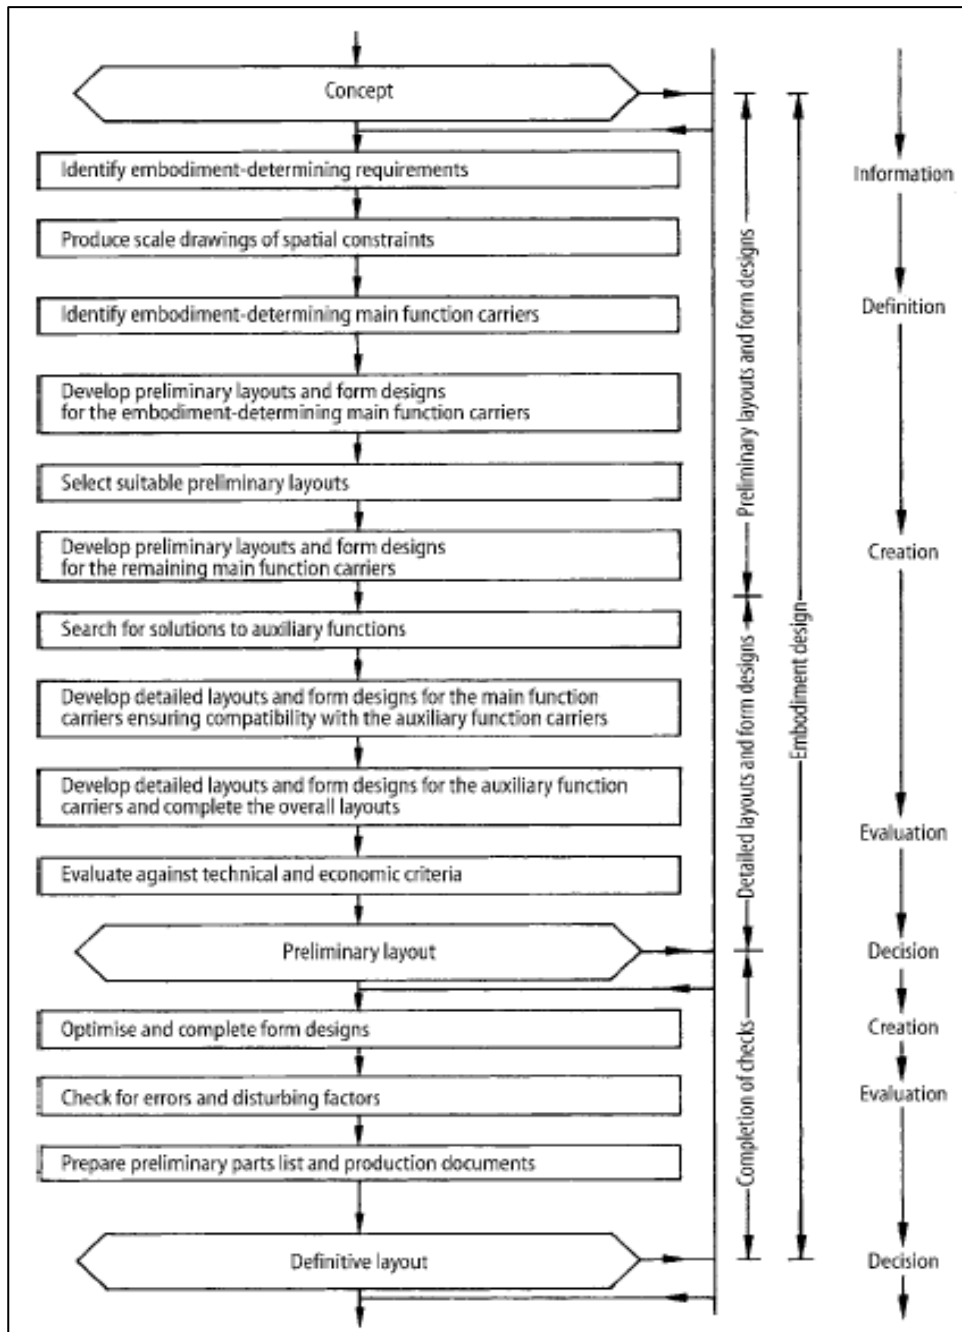 Concept
Identify embodiment-determining requirements
Produce scale drawings of spatial constraints
Identify embodiment-determining main function carriers
Develop preliminary layouts and form designs
for the embodiment-determining main function carriers
Select suitable preliminary layouts
Develop preliminary layouts and form designs
for the remaining main function carriers
Search for solutions to auxiliary functions
Develop detailed layouts and form designs for the main function
carriers ensuring compatibility with the auxiliary function carriers
Develop detailed layouts and form designs for the auxiliary function
carriers and complete the overall layouts
Evaluate against technical and economic criteria
Preliminary layout
Optimise and complete form designs
Check for errors and disturbing factors
Prepare preliminary parts list and production documents
Definitive layout
Preliminary layouts and form designs
Detailed layouts and form designs
Completion of checks
Embodiment design
Information
Definition
Creation
Evaluation
Decision
Creation
Evaluation
Decision